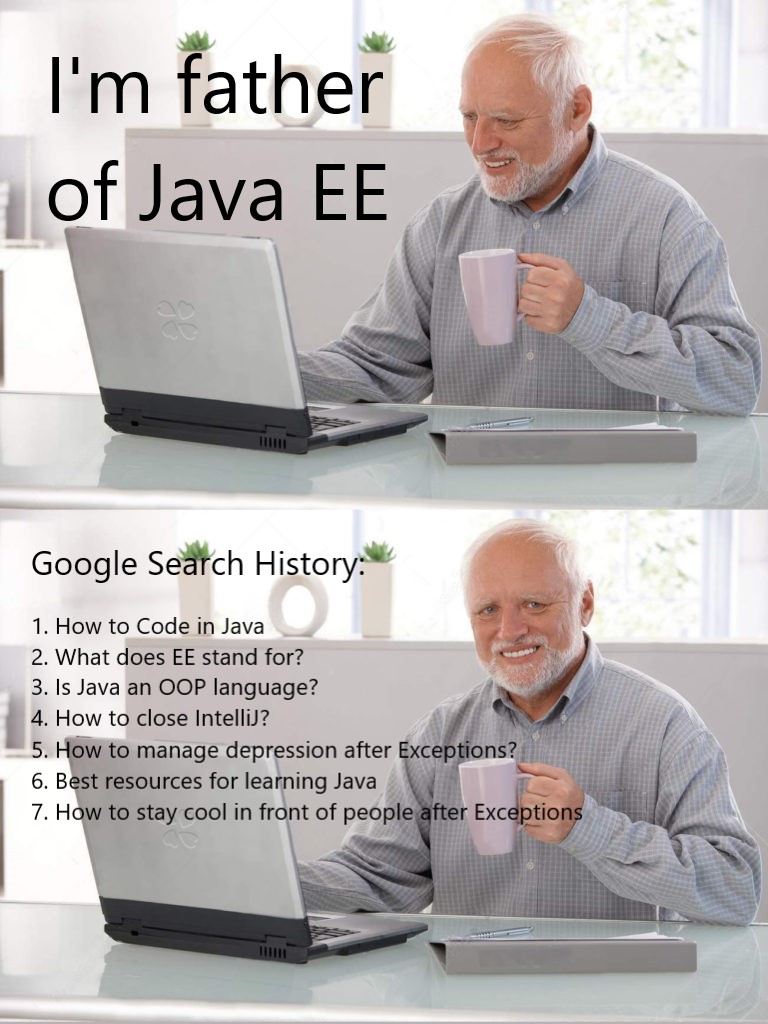 I'm father
of Java EE
Google Search History:
1. How to Code in Java
2. What does EE stand for?
3. Is Java an OOP language?
4. How to close IntelliJ?
5. How to manage depression after Exceptions?
6. Best resources for learning Java
7. How to stay cool in front of people after Exceptions